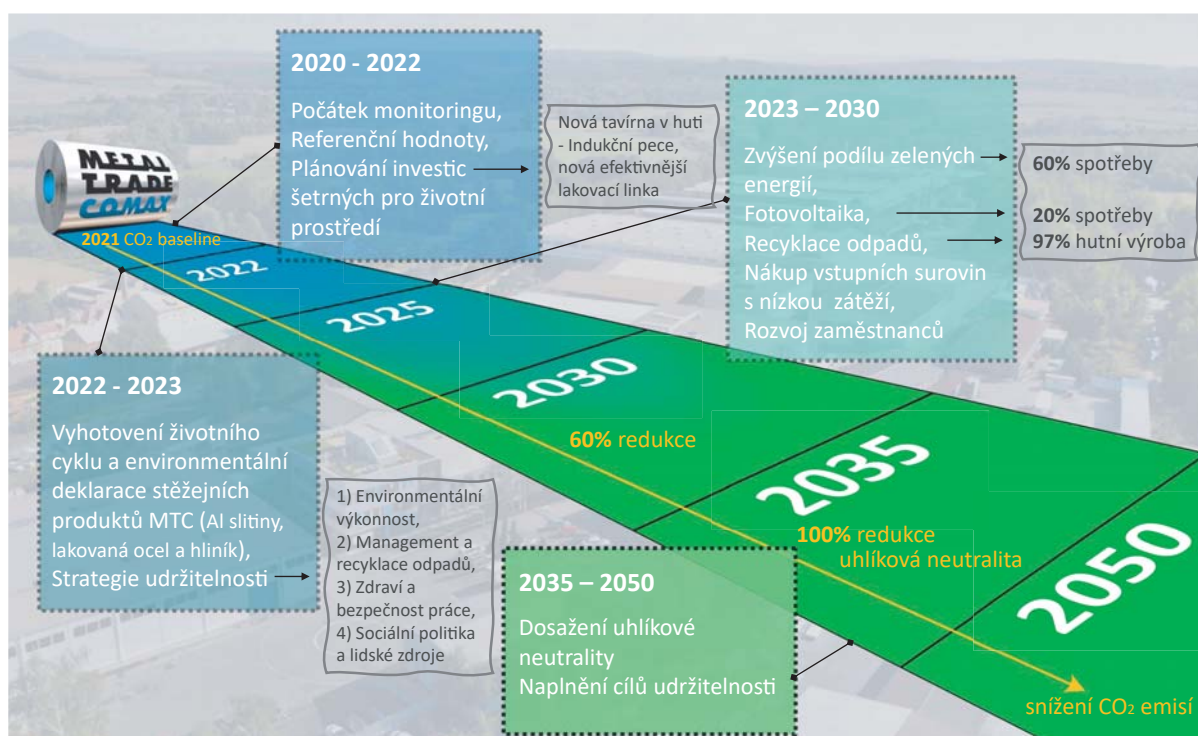 METAL
TRADE
COMAX
2020 - 2022
Počátek monitoringu,
Referenční hodnoty,
Plánování investic
šetrných pro životní
prostředí
Nová tavírna v huti
- Indukční pece,
nová efektivnější
lakovací linka
2023 – 2030
Zvýšení podílu zelených
energií,
Fotovoltaika,
Recyklace odpadů,
Nákup vstupních surovin
s nízkou zátěží,
Rozvoj zaměstnanců
60% spotřeby
20% spotřeby
97% hutní výroba
2021 CO2 baseline
2022
2025
2030
60% redukce
2035
100% redukce
uhlíková neutralita
2050
snížení CO2 emisí
2022 - 2023
Vyhotovení životního
cyklu a environmentální
deklarace stěžejních
produktů MTC (Al slitiny,
lakovaná ocel a hliník),
Strategie udržitelnosti
1) Environmentální
výkonnost,
2) Management a
recyklace odpadů,
3) Zdraví a
bezpečnost práce,
4) Sociální politika
a lidské zdroje
2035 – 2050
Dosažení uhlíkové
neutrality
Naplnění cílů udržitelnosti